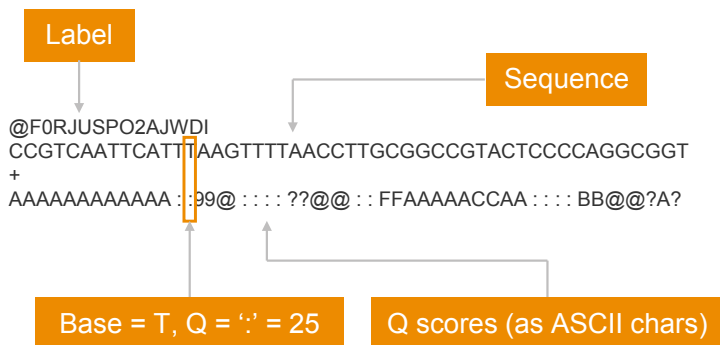 Label
Sequence
@F0RJUSPO2AJWDI
CCGTCAATTCATTTAAGTTTTAACCTTGCGGCCGTACTCCCCAGGCGGT
+
AAAAAAAAAAAA : :99@ : : : : ??@@ : : FFAAAAACCAA : : : : BB@@?A?
Base = T, Q = ‘:’ = 25
Q scores (as ASCII chars)